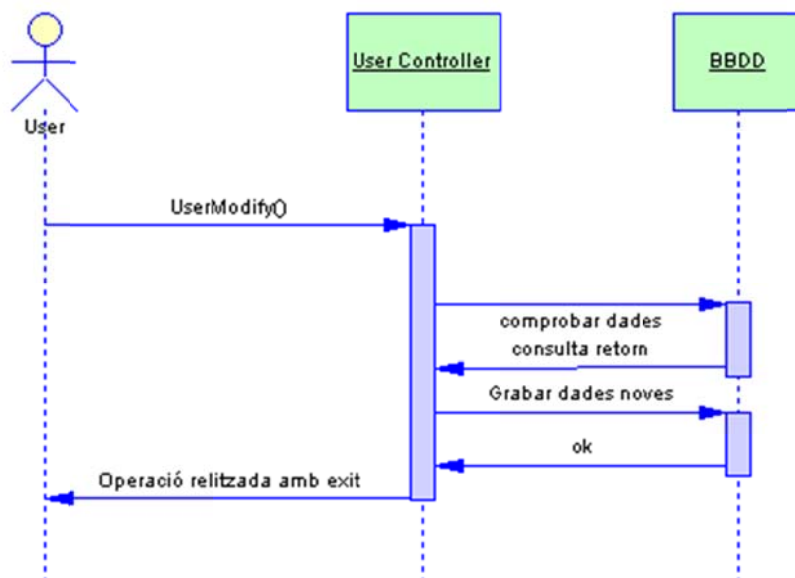 User Controller
BBDD
User
UserModify()
comprobar dades
consulta retorn
Grabar dades noves
ok
Operació relitzada amb exit